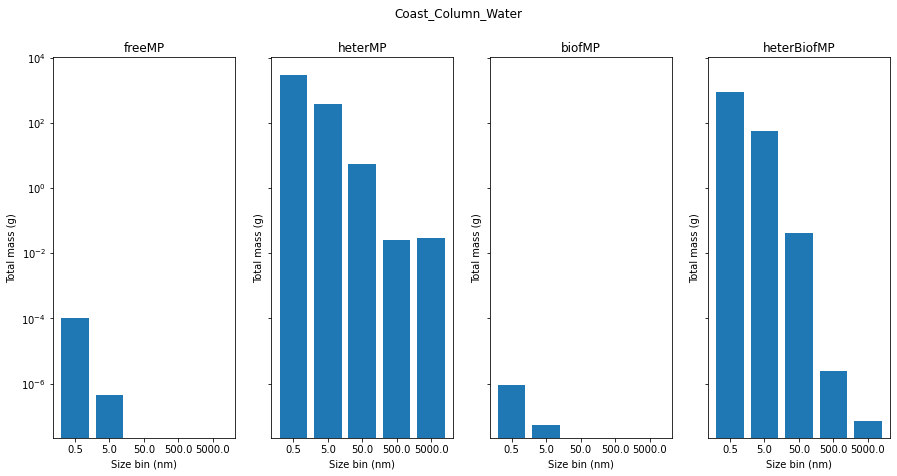 Coast_Column_Water
freeMP
heterMP
biofMP
heterBiofMP
10^4
10^2
10^0
10^-2
10^-4
10^-6
Total mass (g)
Total mass (g)
Total mass (g)
Total mass (g)
0.5 5.0 50.0 500.0 5000.0
0.5 5.0 50.0 500.0 5000.0
0.5 5.0 50.0 500.0 5000.0
0.5 5.0 50.0 500.0 5000.0
Size bin (nm)
Size bin (nm)
Size bin (nm)
Size bin (nm)